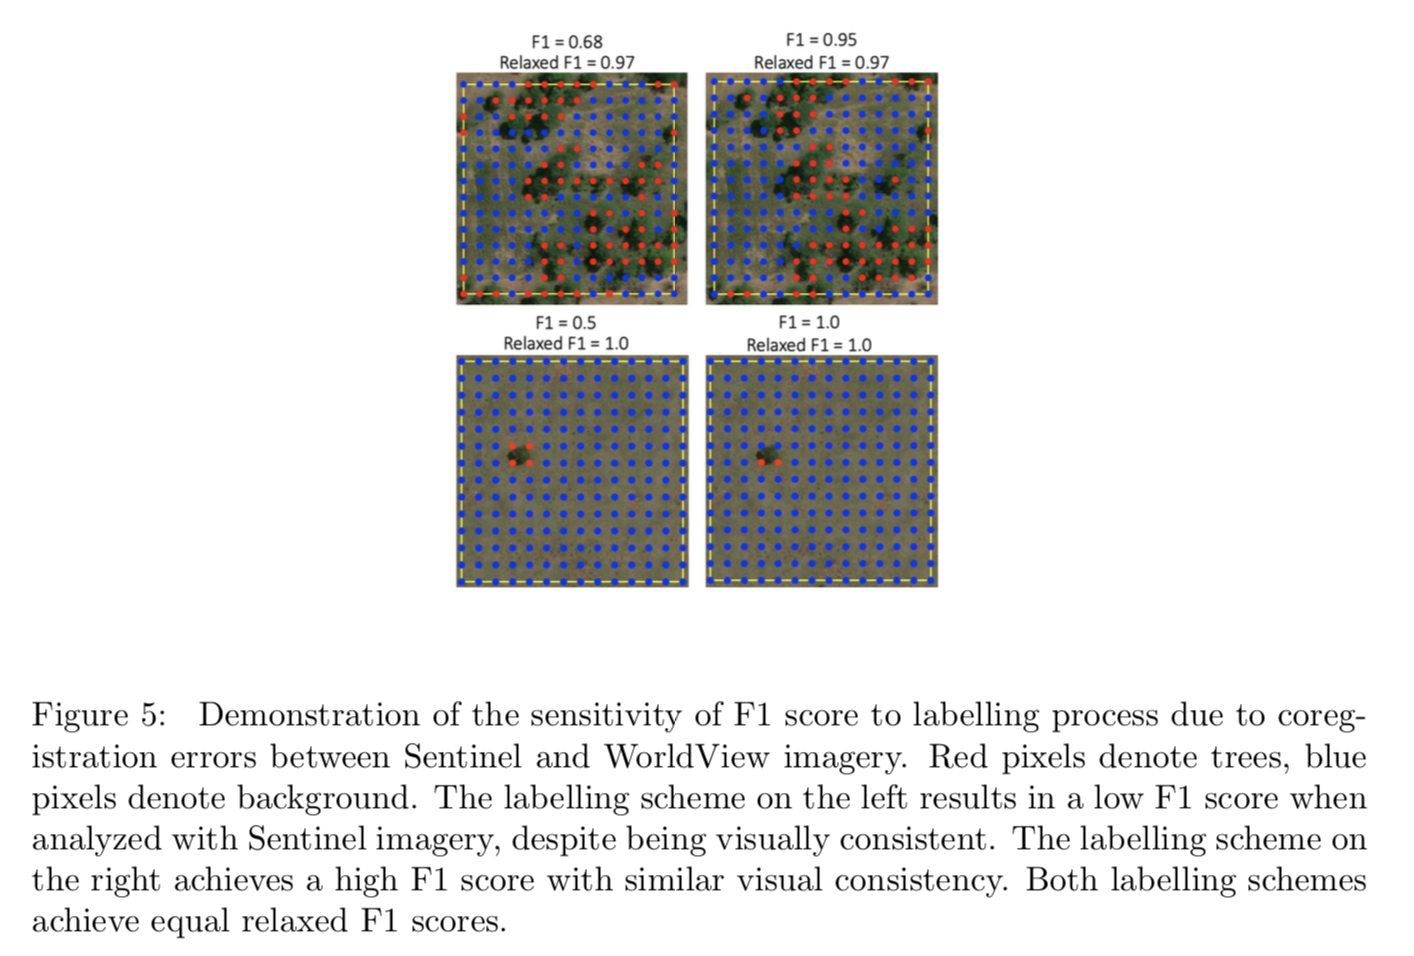 F1 = 0.68
Relaxed F1 = 0.97
F1 = 0.95
Relaxed F1 = 0.97
F1 = 0.5
Relaxed F1 = 1.0
F1 = 1.0
Relaxed F1 = 1.0
Figure 5: Demonstration of the sensitivity of F1 score to labelling process due to coreg-
istration errors between Sentinel and WorldView imagery. Red pixels denote trees, blue
pixels denote background. The labelling scheme on the left results in a low F1 score when
analyzed with Sentinel imagery, despite being visually consistent. The labelling scheme on
the right achieves a high F1 score with similar visual consistency. Both labelling schemes
achieve equal relaxed F1 scores.